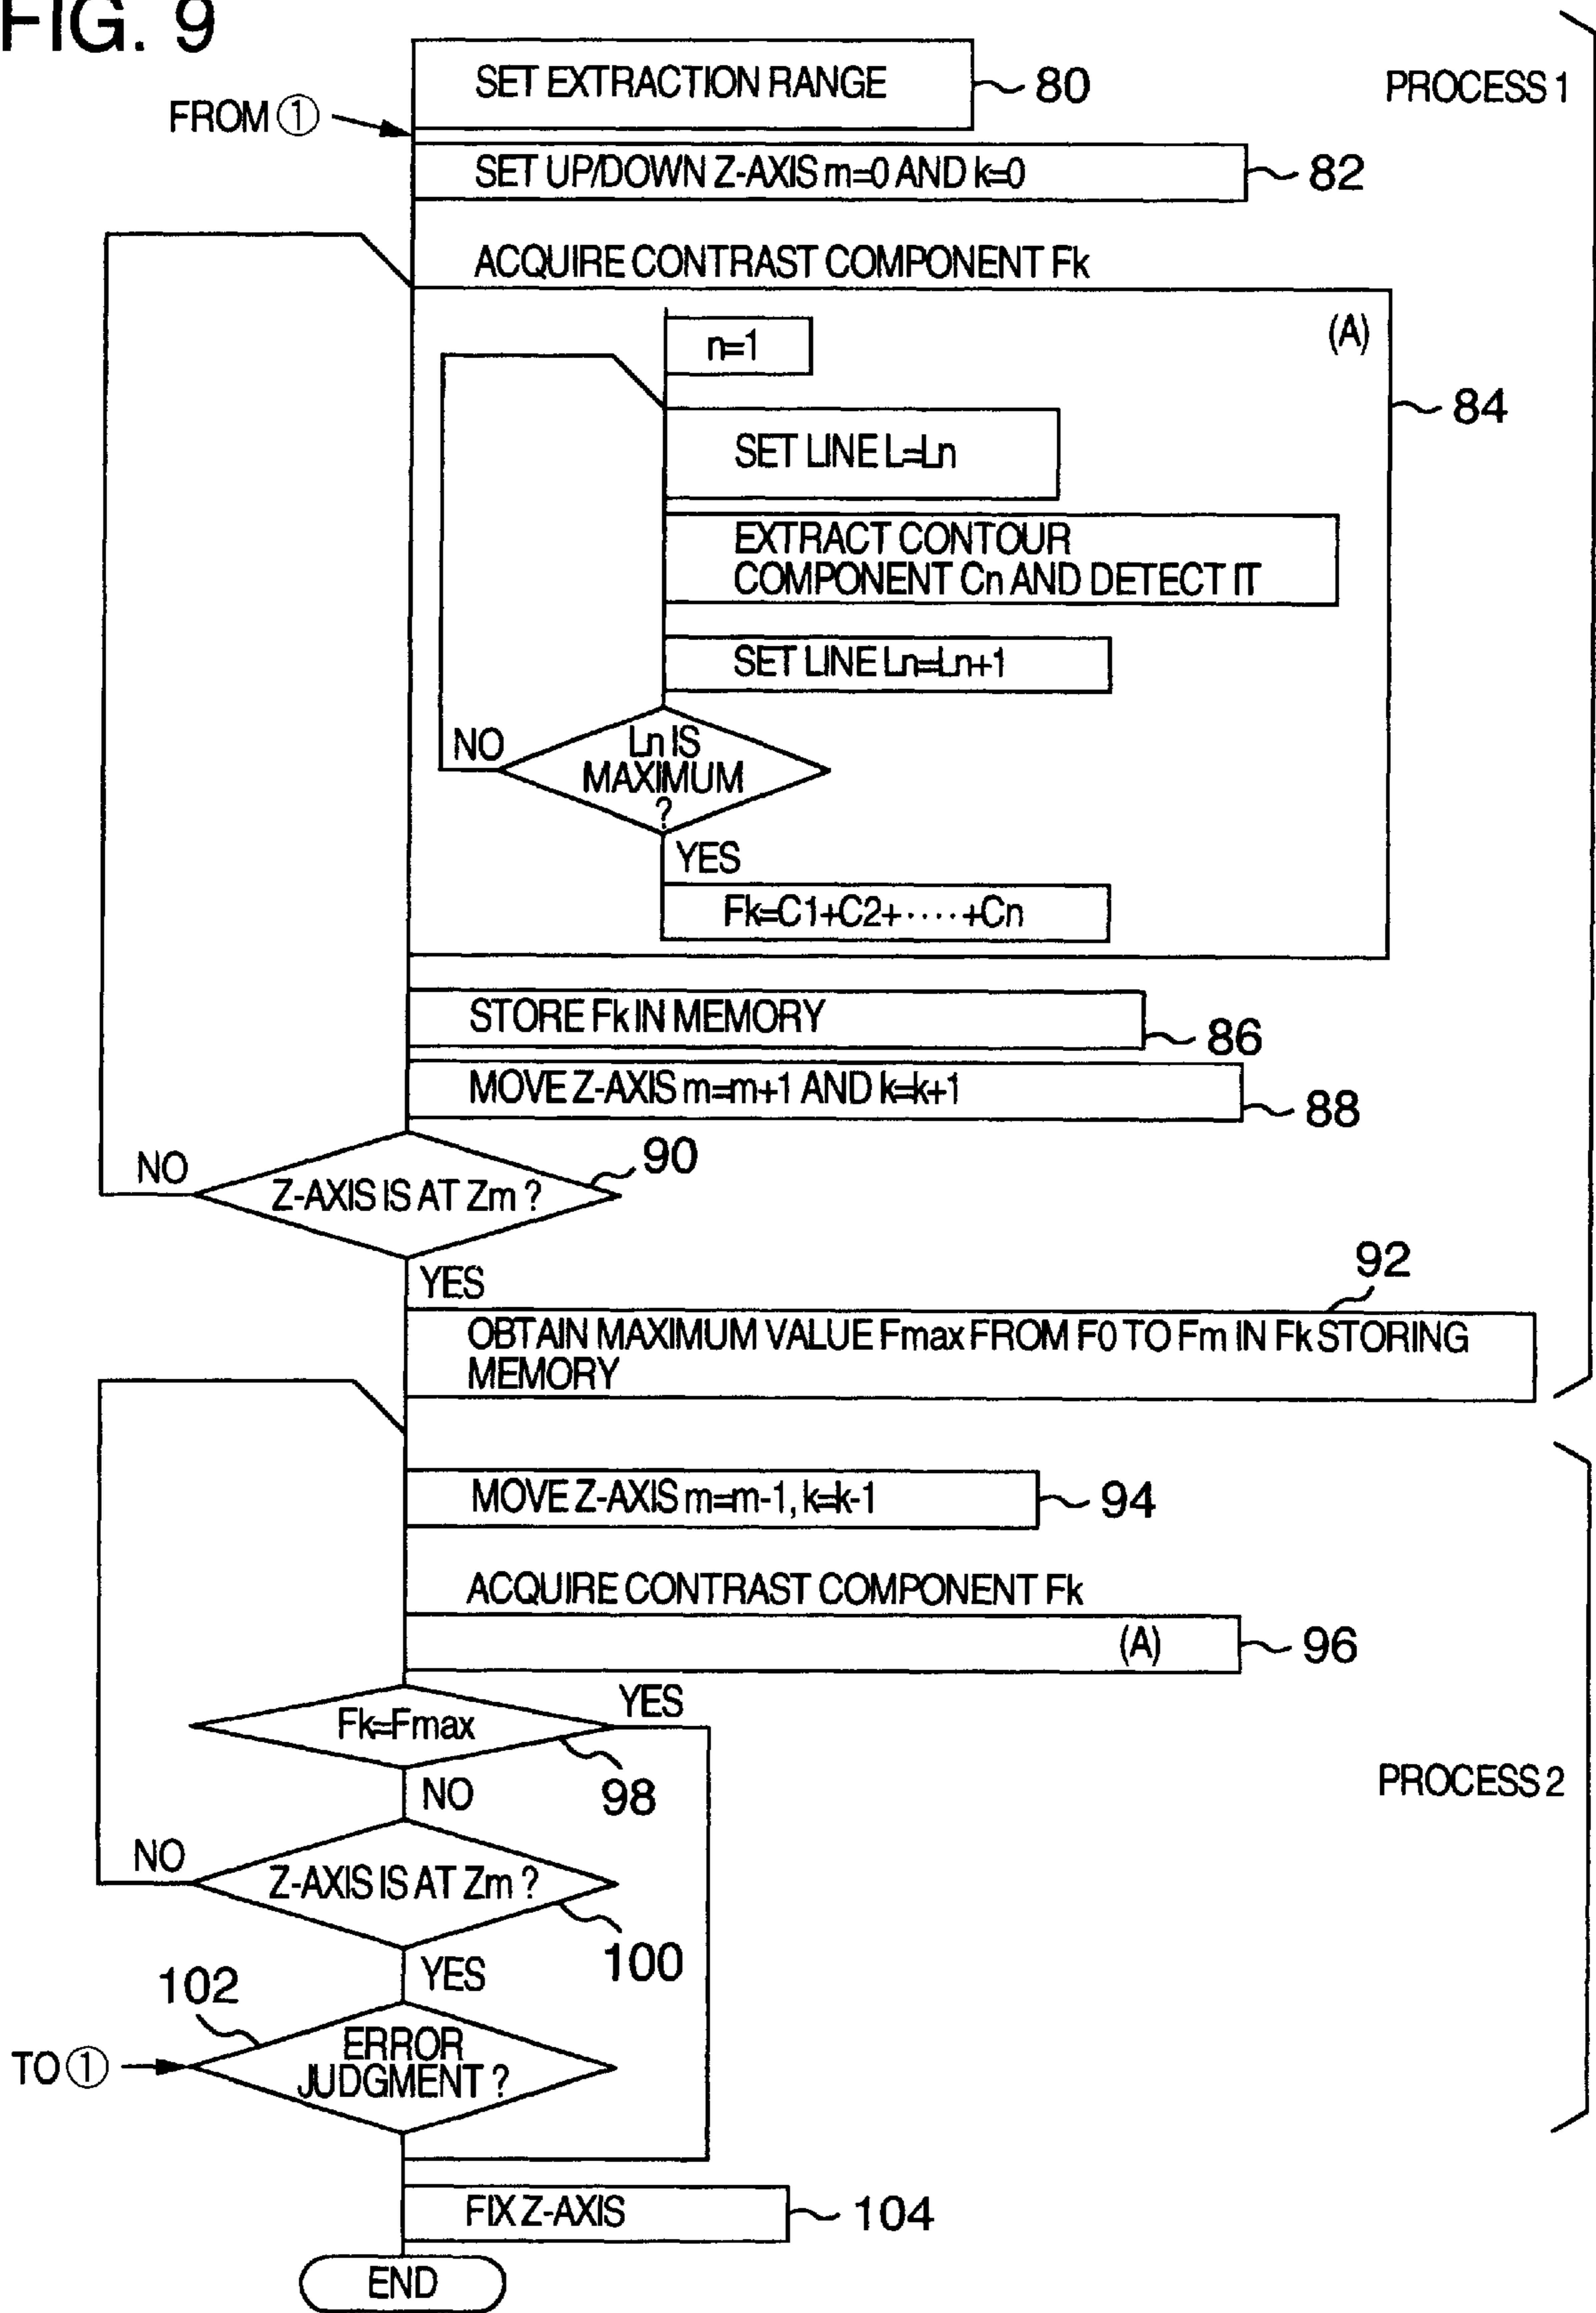 FIG. 9
SET EXTRACTION RANGE
80
PROCESS 1
FROM ①
SET UP/DOWN Z-AXIS m=0 AND k=0
82
ACQUIRE CONTRAST COMPONENT Fk
(A)
n=1
84
SET LINE L=Ln
EXTRACT CONTOUR
COMPONENT Cn AND DETECT IT
SET LINE Ln=Ln+1
NO
Ln IS
MAXIMUM
?
YES
Fk=C1+C2+·····+Cn
STORE Fk IN MEMORY
86
MOVE Z-AXIS m=m+1 AND k=k+1
88
NO
90
Z-AXIS IS AT Zm ?
YES
92
OBTAIN MAXIMUM VALUE Fmax FROM F0 TO Fm IN Fk STORING
MEMORY
MOVE Z-AXIS m=m-1, k=k-1
94
ACQUIRE CONTRAST COMPONENT Fk
(A)
96
YES
Fk=Fmax
98
PROCESS 2
NO
NO
Z-AXIS IS AT Zm ?
100
YES
102
ERROR
JUDGMENT ?
TO ①
FIX Z-AXIS
104
END